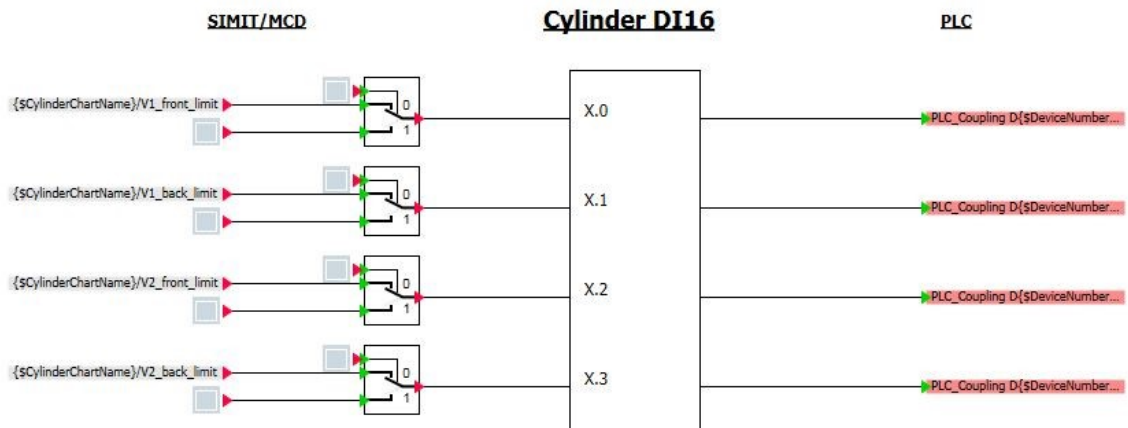 SIMIT/MCD Cylinder DI16 PLC
{$CylinderChartName}/V1_front_limit 0 X.0 PLC_Coupling D{$DeviceNumber...
1
{$CylinderChartName}/V1_back_limit 0 X.1 PLC_Coupling D{$DeviceNumber...
1
{$CylinderChartName}/V2_front_limit 0 X.2 PLC_Coupling D{$DeviceNumber...
1
{$CylinderChartName}/V2_back_limit 0 X.3 PLC_Coupling D{$DeviceNumber...
1